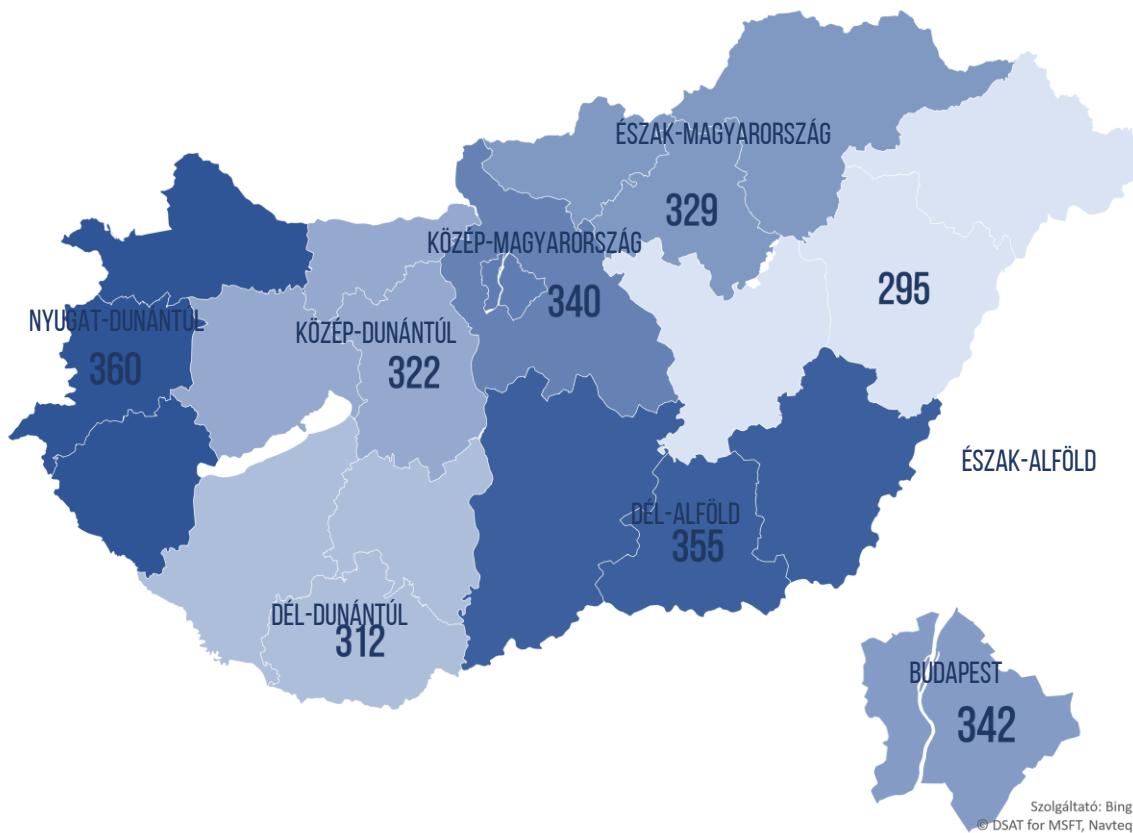 ÉSZAK-MAGYARORSZÁG
329
KÖZÉP-MAGYARORSZÁG
340
295
NYUGAT-DUNÁNTÚL
360
KÖZÉP-DUNÁNTÚL
322
ÉSZAK-ALFÖLD
DÉL-ALFÖLD
355
DÉL-DUNÁNTÚL
312
BUDAPEST
342
Szolgáltató: Bing
© DSAT for MSFT, Navteq